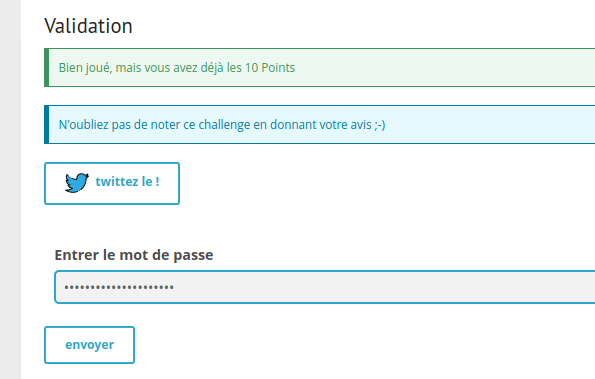 Validation
Bien joué, mais vous avez déjà les 10 Points
N'oubliez pas de noter ce challenge en donnant votre avis ;-)
twittez le !
Entrer le mot de passe
•••••••••••••••••••••
envoyer